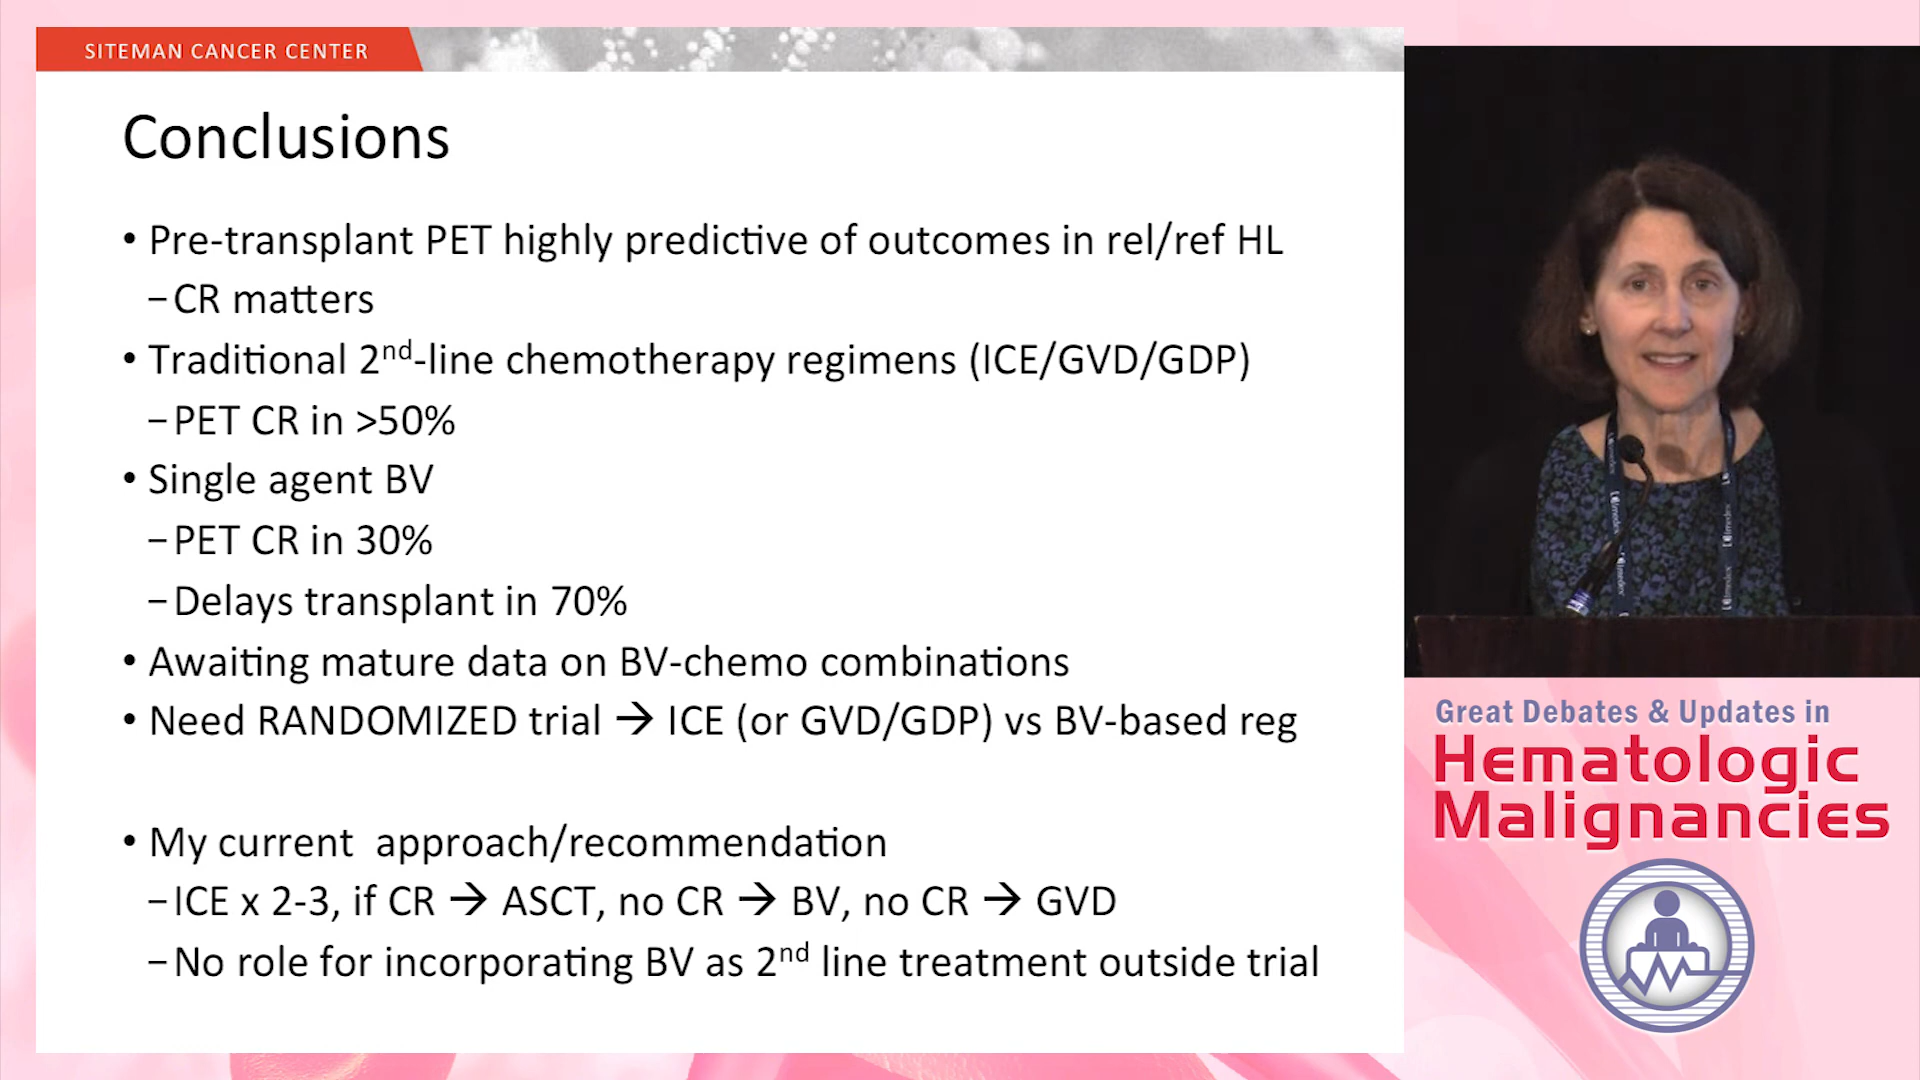 SITEMAN CANCER CENTER
Conclusions
• Pre-transplant PET highly predictive of outcomes in rel/ref HL
–CR matters
• Traditional 2nd-line chemotherapy regimens (ICE/GVD/GDP)
–PET CR in >50%
• Single agent BV
–PET CR in 30%
–Delays transplant in 70%
• Awaiting mature data on BV-chemo combinations
• Need RANDOMIZED trial → ICE (or GVD/GDP) vs BV-based reg
• My current  approach/recommendation
–ICE x 2-3, if CR → ASCT, no CR → BV, no CR → GVD
–No role for incorporating BV as 2nd line treatment outside trial
Great Debates & Updates in
Hematologic
Malignancies